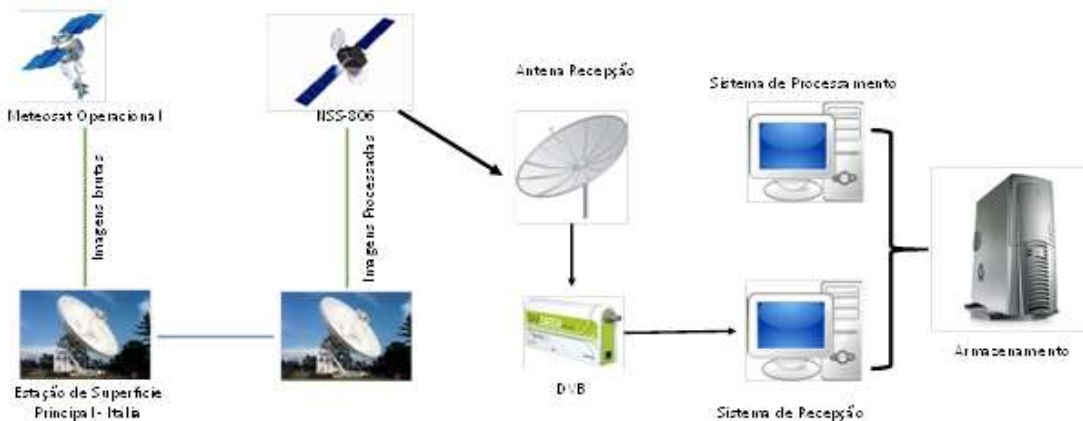 Meteosat Operacional
NSS-806
Antena Recepção
Sistema de Processamento
Imagens brutas
Imagens Processadas
Estação de Superfície
Principal - Italia
DVB
Sistema de Recepção
Armazenamento